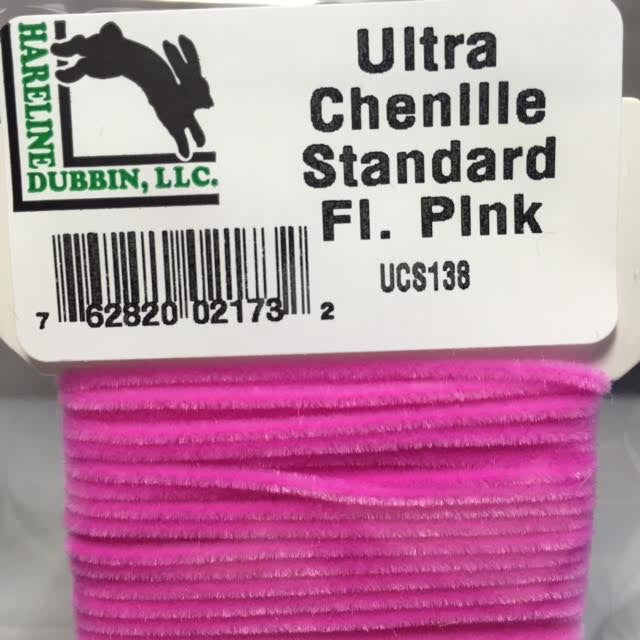 HARELINE
DUBBIN, LLC.
Ultra
Chenille
Standard
Fl. Pink
UCS138
7 62820 02173 2